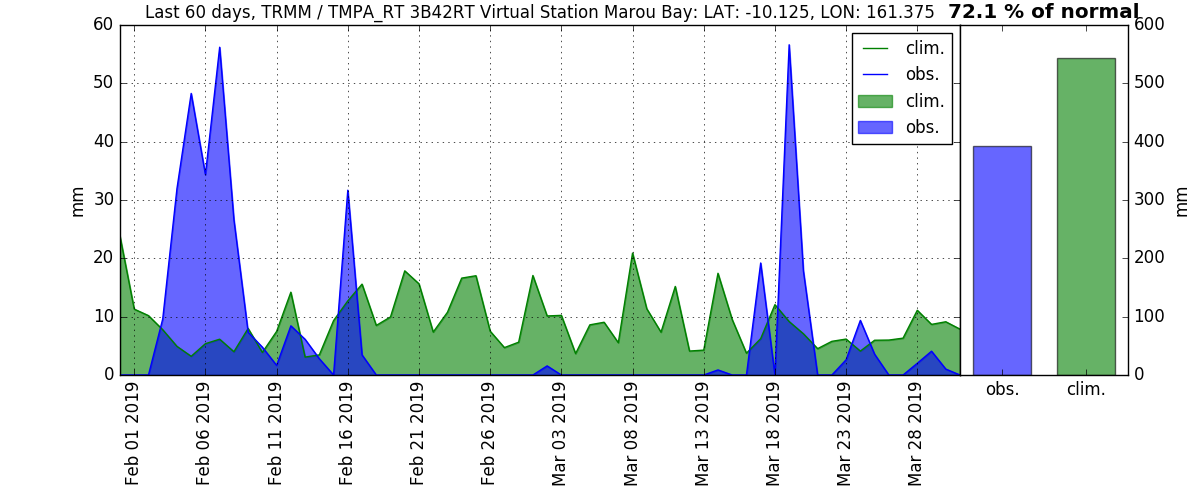 Last 60 days, TRMM / TMPA_RT 3B42RT Virtual Station Marou Bay: LAT: -10.125, LON: 161.375 72.1 % of normal
60
50
40
30
20
10
0
mm
clim.
obs.
clim.
obs.
Feb 01 2019
Feb 06 2019
Feb 11 2019
Feb 16 2019
Feb 21 2019
Feb 26 2019
Mar 03 2019
Mar 08 2019
Mar 13 2019
Mar 18 2019
Mar 23 2019
Mar 28 2019
600
500
400
300
200
100
0
mm
obs.
clim.